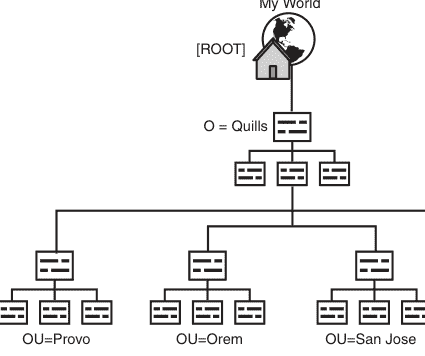 My World
[ROOT]
O = Quills
OU=Provo
OU=Orem
OU=San Jose